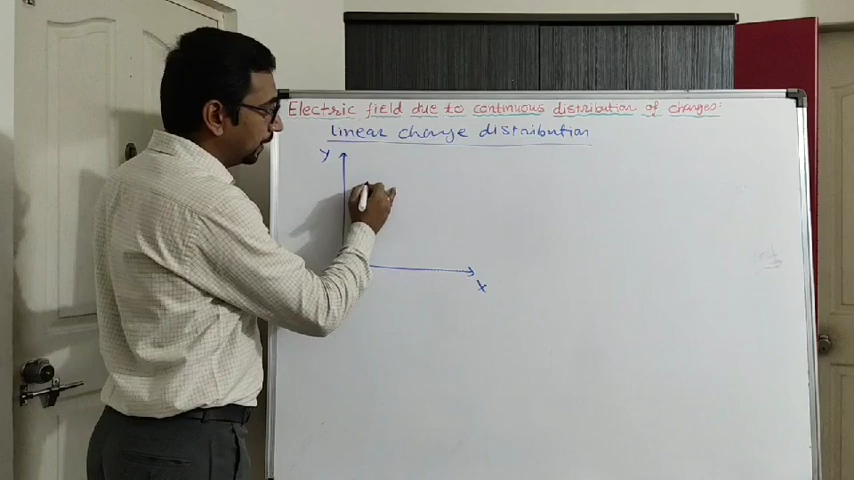 Electric field due to continuous distribution of charges:
linear charge distribution
Y
X